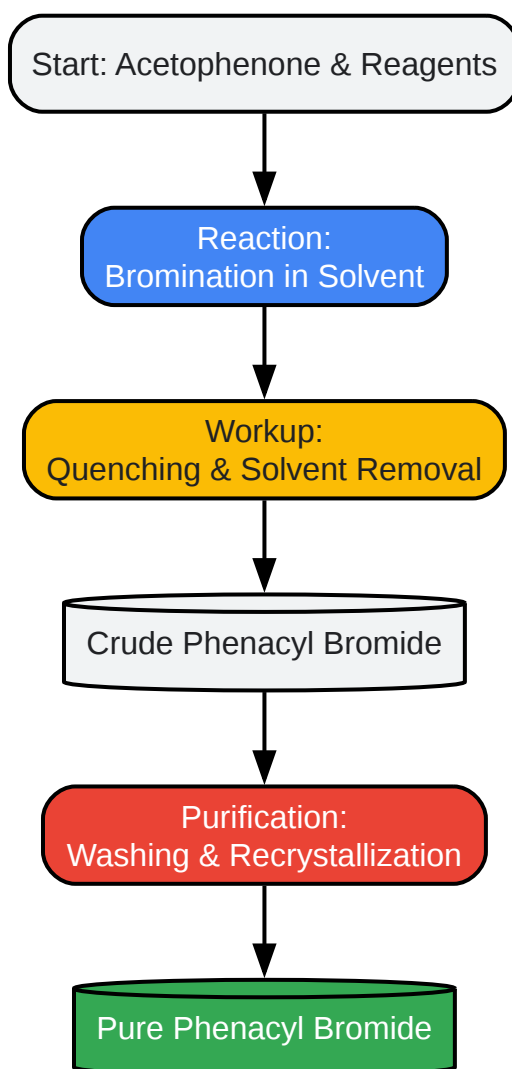 Start: Acetophenone & Reagents
Reaction:
Bromination in Solvent
Workup:
Quenching & Solvent Removal
Crude Phenacyl Bromide
Purification:
Washing & Recrystallization
Pure Phenacyl Bromide